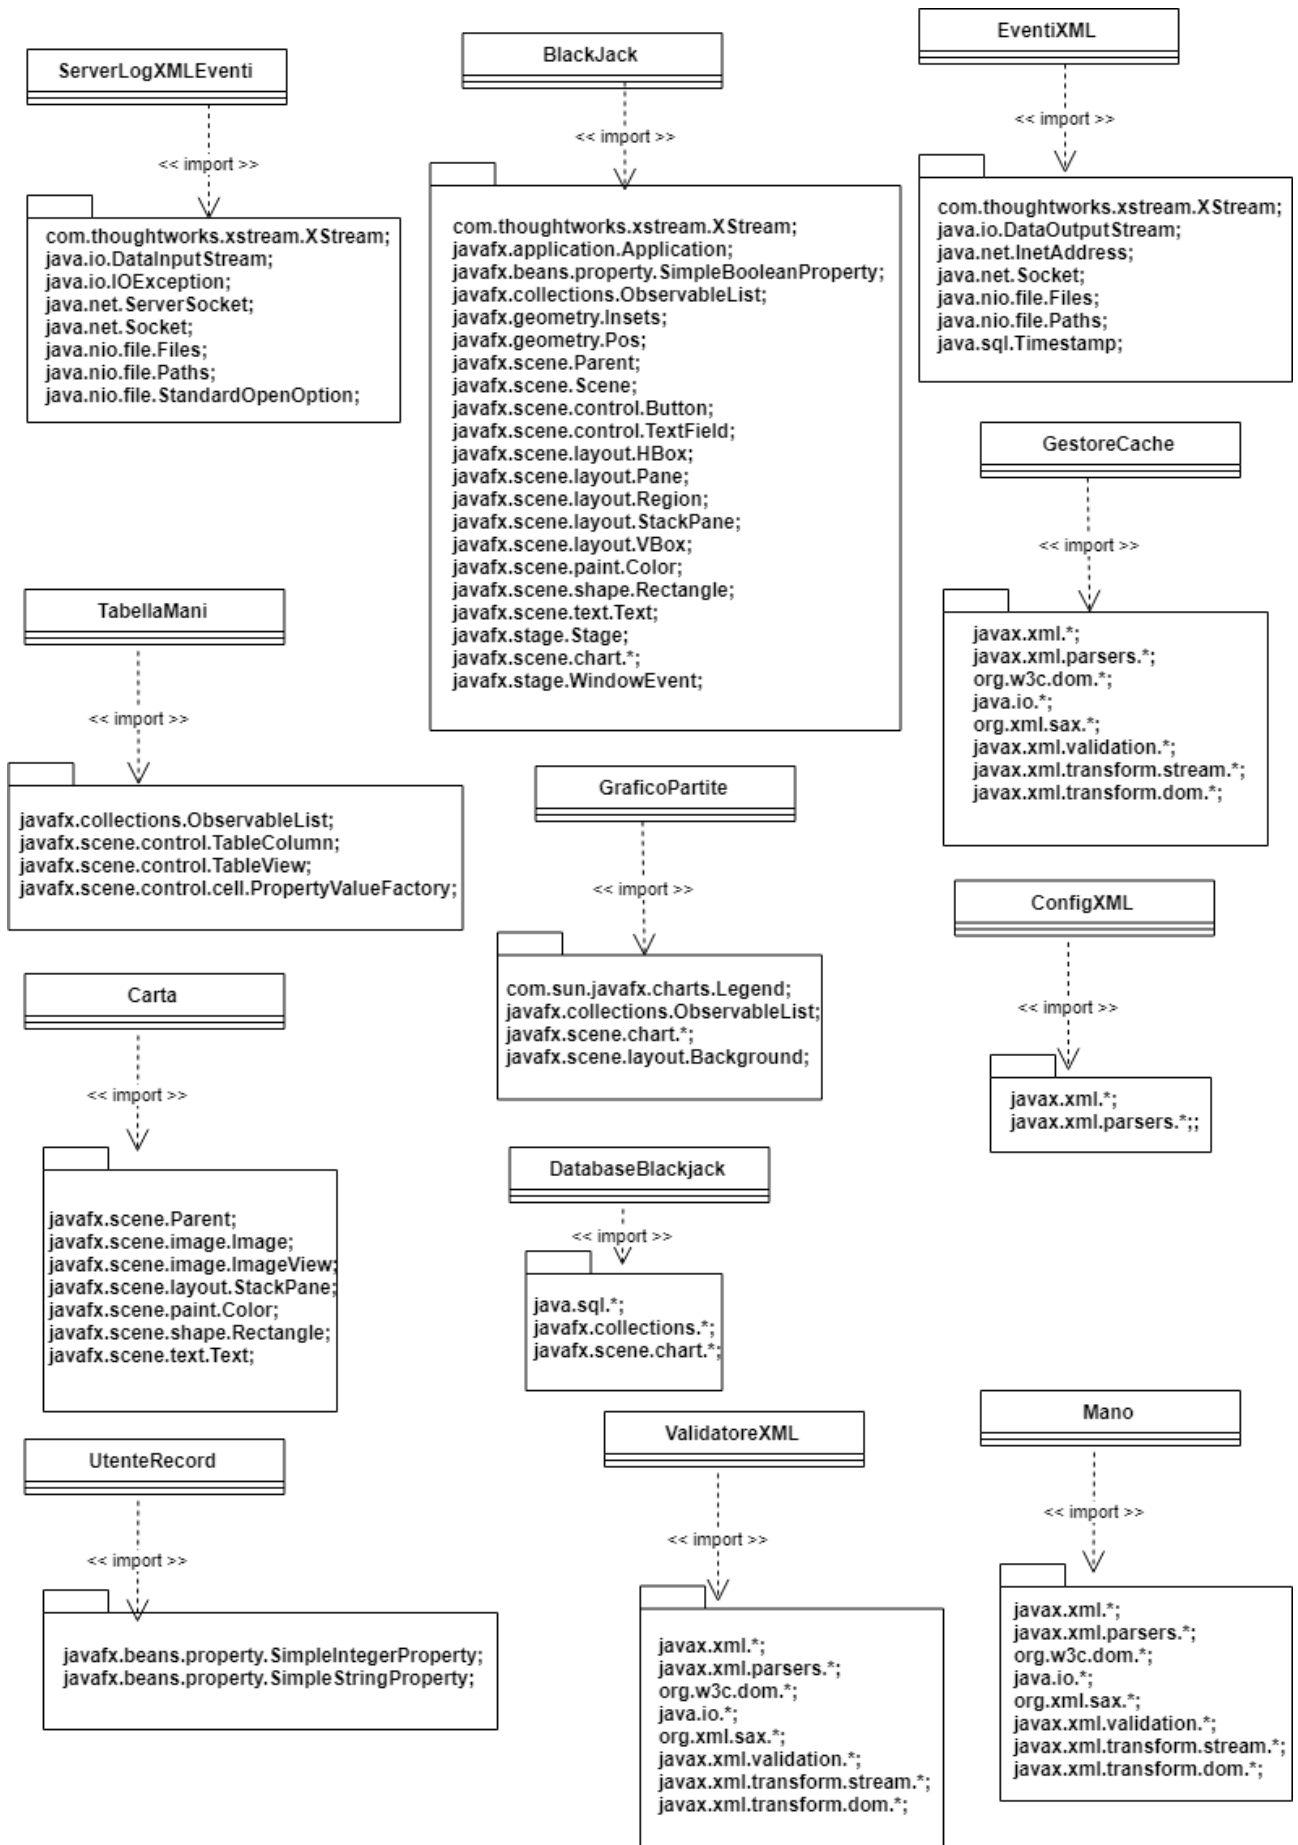 ServerLogXMLEventi
<< import >>
com.thoughtworks.xstream.XStream;
java.io.DataInputStream;
java.io.IOException;
java.net.ServerSocket;
java.net.Socket;
java.nio.file.Files;
java.nio.file.Paths;
java.nio.file.StandardOpenOption;
BlackJack
<< import >>
com.thoughtworks.xstream.XStream;
javafx.application.Application;
javafx.beans.property.SimpleBooleanProperty;
javafx.collections.ObservableList;
javafx.geometry.Insets;
javafx.geometry.Pos;
javafx.scene.Parent;
javafx.scene.Scene;
javafx.scene.control.Button;
javafx.scene.control.TextField;
javafx.scene.layout.HBox;
javafx.scene.layout.Pane;
javafx.scene.layout.Region;
javafx.scene.layout.StackPane;
javafx.scene.layout.VBox;
javafx.scene.paint.Color;
javafx.scene.shape.Rectangle;
javafx.scene.text.Text;
javafx.stage.Stage;
javafx.scene.chart.*;
javafx.stage.WindowEvent;
EventiXML
<< import >>
com.thoughtworks.xstream.XStream;
java.io.DataOutputStream;
java.net.InetAddress;
java.net.Socket;
java.nio.file.Files;
java.nio.file.Paths;
java.sql.Timestamp;
GestoreCache
<< import >>
javax.xml.*;
javax.xml.parsers.*;
org.w3c.dom.*;
java.io.*;
org.xml.sax.*;
javax.xml.validation.*;
javax.xml.transform.stream.*;
javax.xml.transform.dom.*;
TabellaMani
<< import >>
javafx.collections.ObservableList;
javafx.scene.control.TableColumn;
javafx.scene.control.TableView;
javafx.scene.control.cell.PropertyValueFactory;
GraficoPartite
<< import >>
com.sun.javafx.charts.Legend;
javafx.collections.ObservableList;
javafx.scene.chart.*;
javafx.scene.layout.Background;
ConfigXML
<< import >>
javax.xml.*;
javax.xml.parsers.*;;
Carta
<< import >>
javafx.scene.Parent;
javafx.scene.image.Image;
javafx.scene.image.ImageView;
javafx.scene.layout.StackPane;
javafx.scene.paint.Color;
javafx.scene.shape.Rectangle;
javafx.scene.text.Text;
DatabaseBlackjack
<< import >>
java.sql.*;
javafx.collections.*;
javafx.scene.chart.*;
UtenteRecord
<< import >>
javafx.beans.property.SimpleIntegerProperty;
javafx.beans.property.SimpleStringProperty;
ValidatoreXML
<< import >>
javax.xml.*;
javax.xml.parsers.*;
org.w3c.dom.*;
java.io.*;
org.xml.sax.*;
javax.xml.validation.*;
javax.xml.transform.stream.*;
javax.xml.transform.dom.*;
Mano
<< import >>
javax.xml.*;
javax.xml.parsers.*;
org.w3c.dom.*;
java.io.*;
org.xml.sax.*;
javax.xml.validation.*;
javax.xml.transform.stream.*;
javax.xml.transform.dom.*;